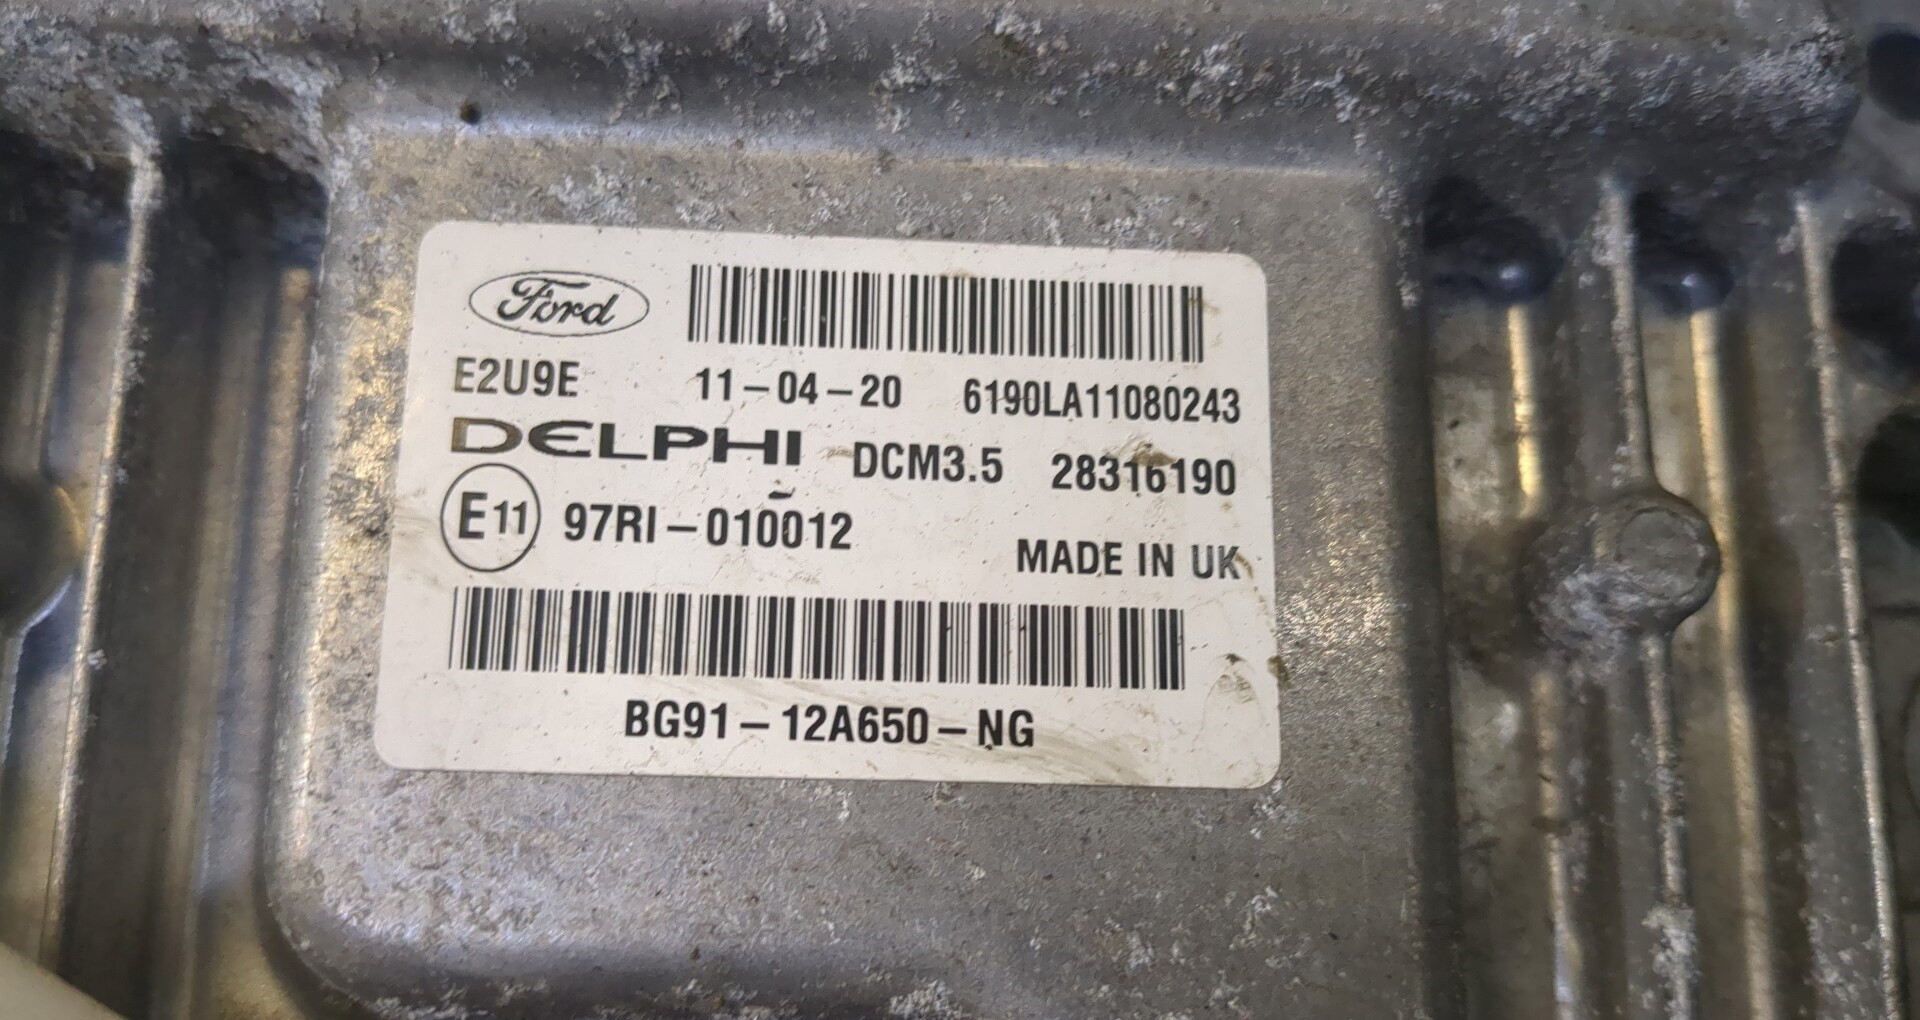 Ford
E2U9E 11-04-20 6190LA11080243
DELPHI DCM3.5 28316190
E11 97RI-010012
MADE IN UK
BG91-12A650-NG